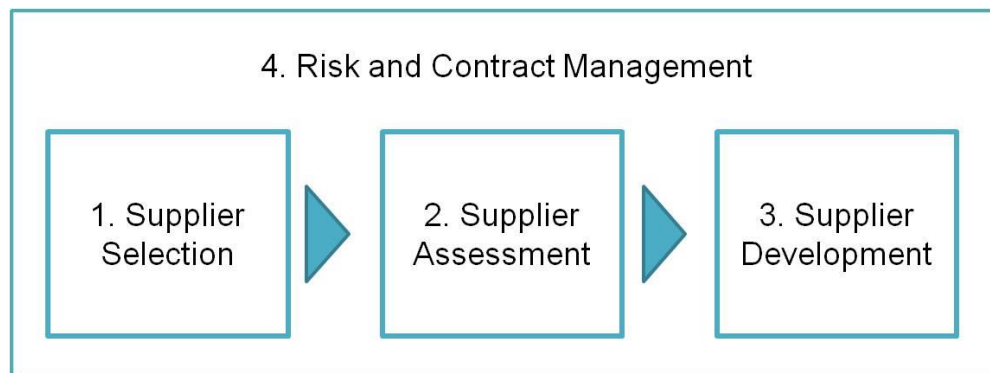 4. Risk and Contract Management
1. Supplier
Selection
2. Supplier
Assessment
3. Supplier
Development